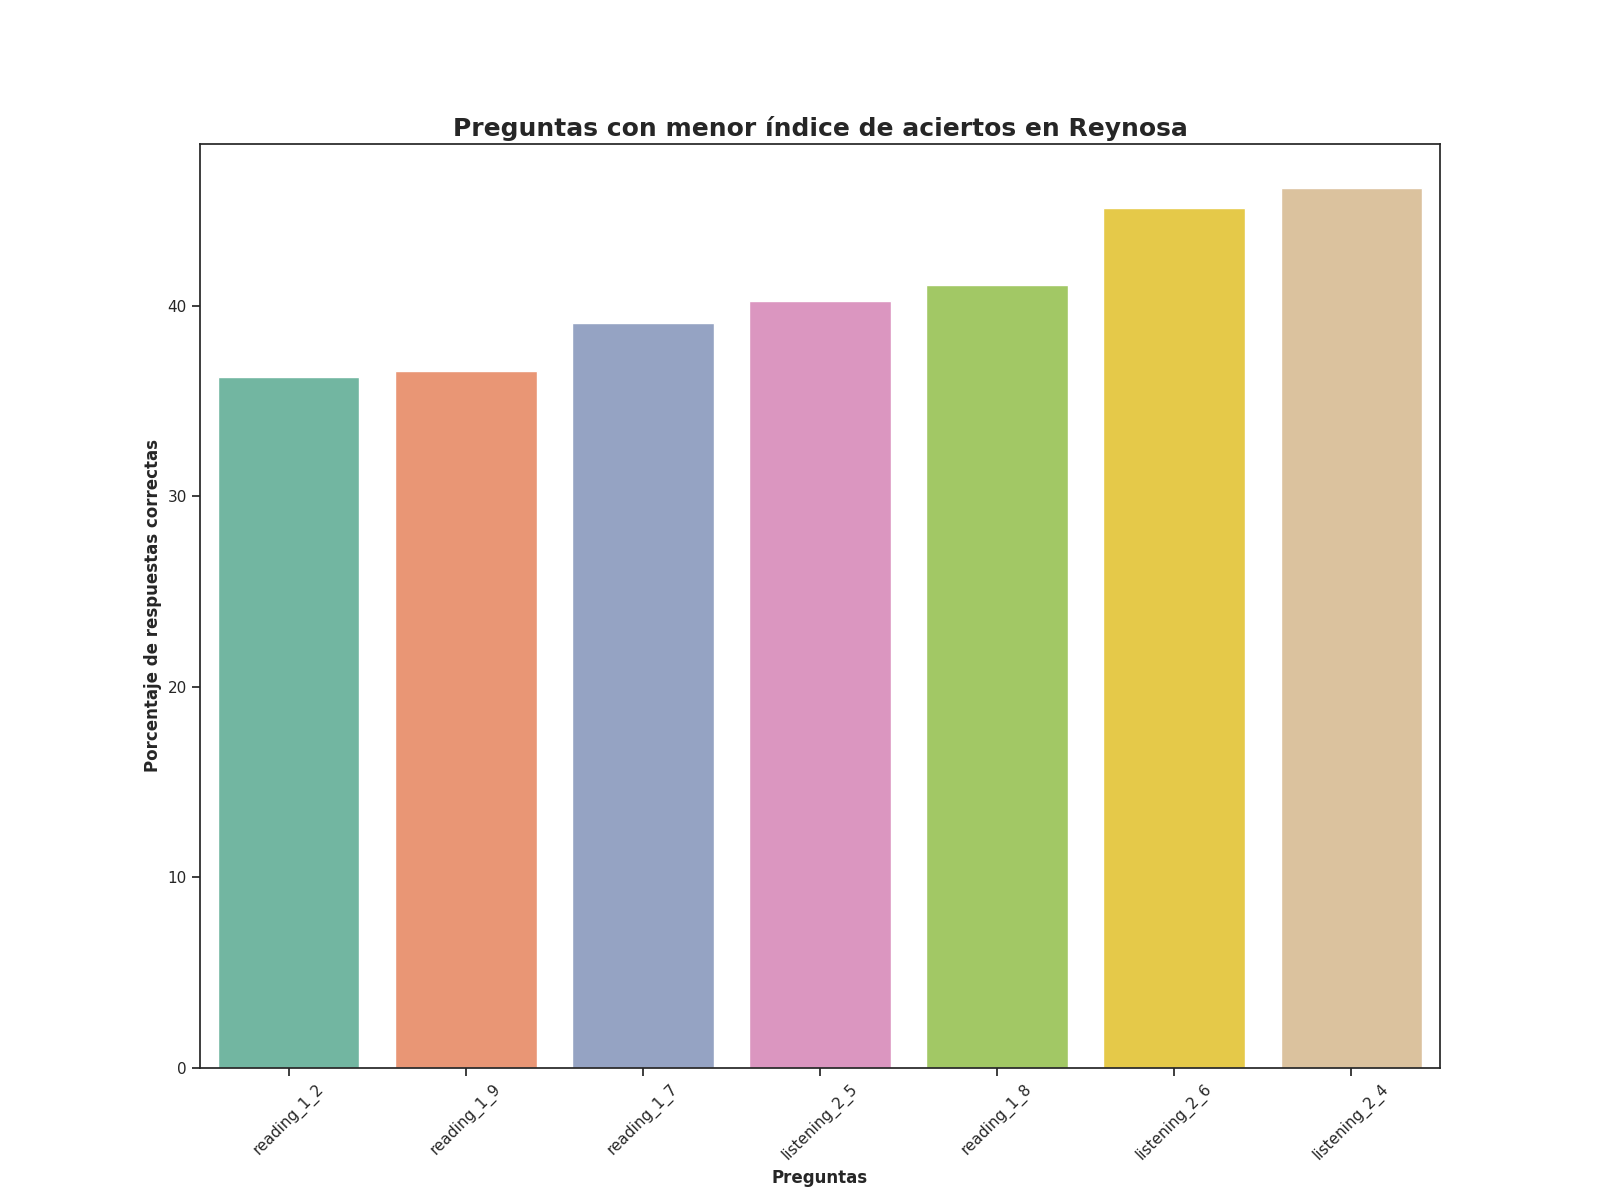 Preguntas con menor índice de aciertos en Reynosa
Porcentaje de respuestas correctas
40
30
20
10
0
reading_1_2
reading_1_9
reading_1_7
listening_2_5
reading_1_8
listening_2_6
listening_2_4
Preguntas